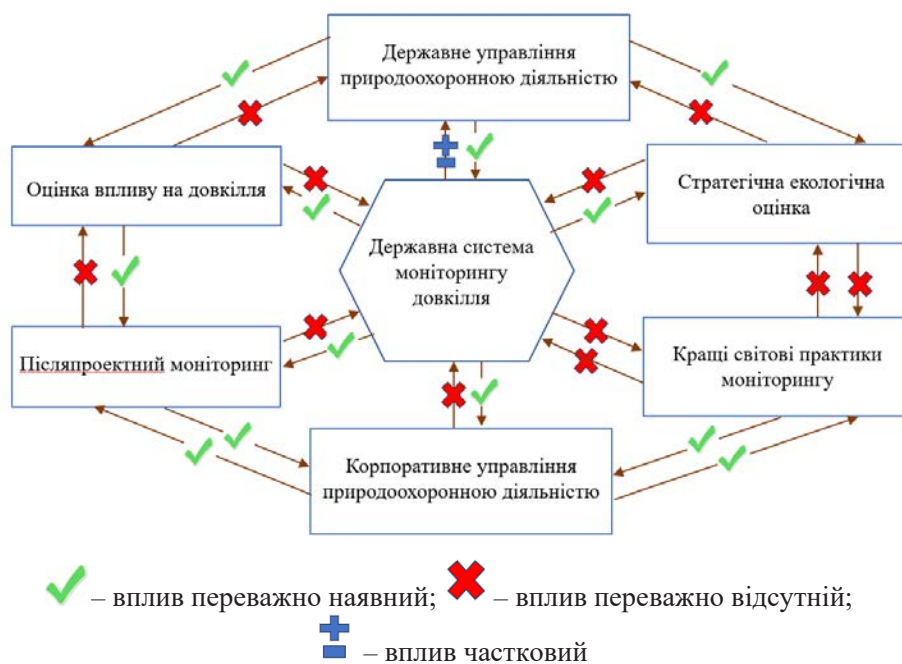 Державне управління
природоохоронною діяльністю
Оцінка впливу на довкілля
Стратегічна екологічна
оцінка
Державна система
моніторингу
довкілля
Післяпроектний моніторинг
Кращі світові практики
моніторингу
Корпоративне управління
природоохоронною діяльністю
– вплив переважно наявний; – вплив переважно відсутній;
– вплив частковий